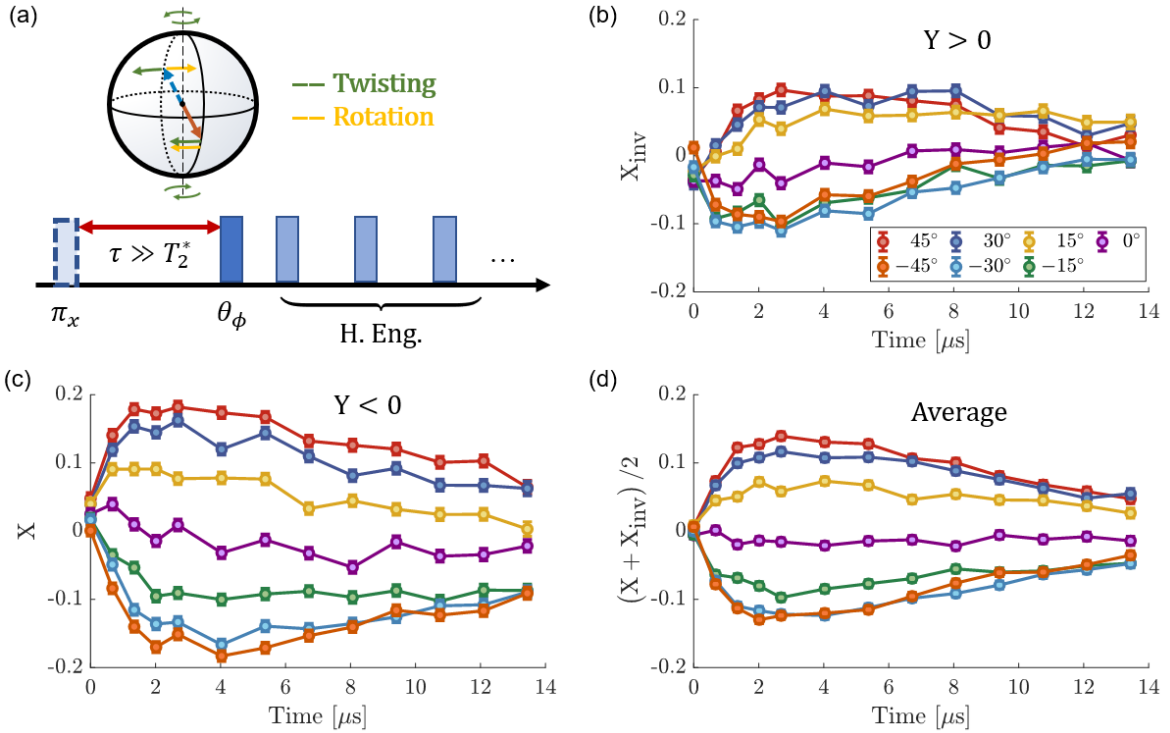 (a)
Twisting
Rotation
τ ≫ T₂*
...
πₓ
θ_ϕ
H. Eng.
(b)
Y > 0
X_inv
0.2
0.1
0
-0.1
-0.2
45° 30° 15° 0°
−45° −30° −15°
0 2 4 6 8 10 12 14
Time [μs]
(c)
Y < 0
X
0.2
0.1
0
-0.1
-0.2
0 2 4 6 8 10 12 14
Time [μs]
(d)
Average
(X + X_inv) /2
0.2
0.1
0
-0.1
-0.2
0 2 4 6 8 10 12 14
Time [μs]